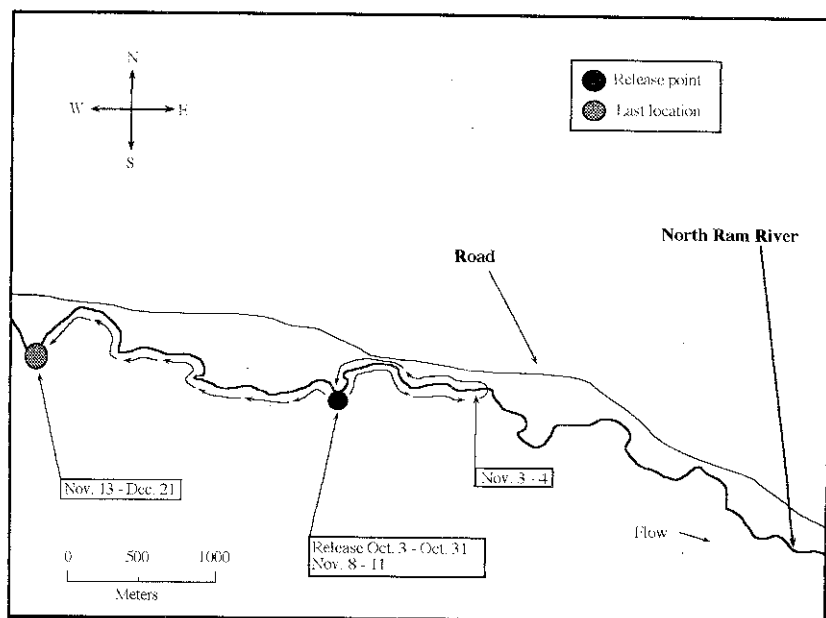 N
W
E
S
Release point
Last location
North Ram River
Road
Nov. 3 - 4
Nov. 13 - Dec. 21
Release Oct. 3 - Oct. 31
Nov. 8 - 11
Flow
0 500 1000
Meters